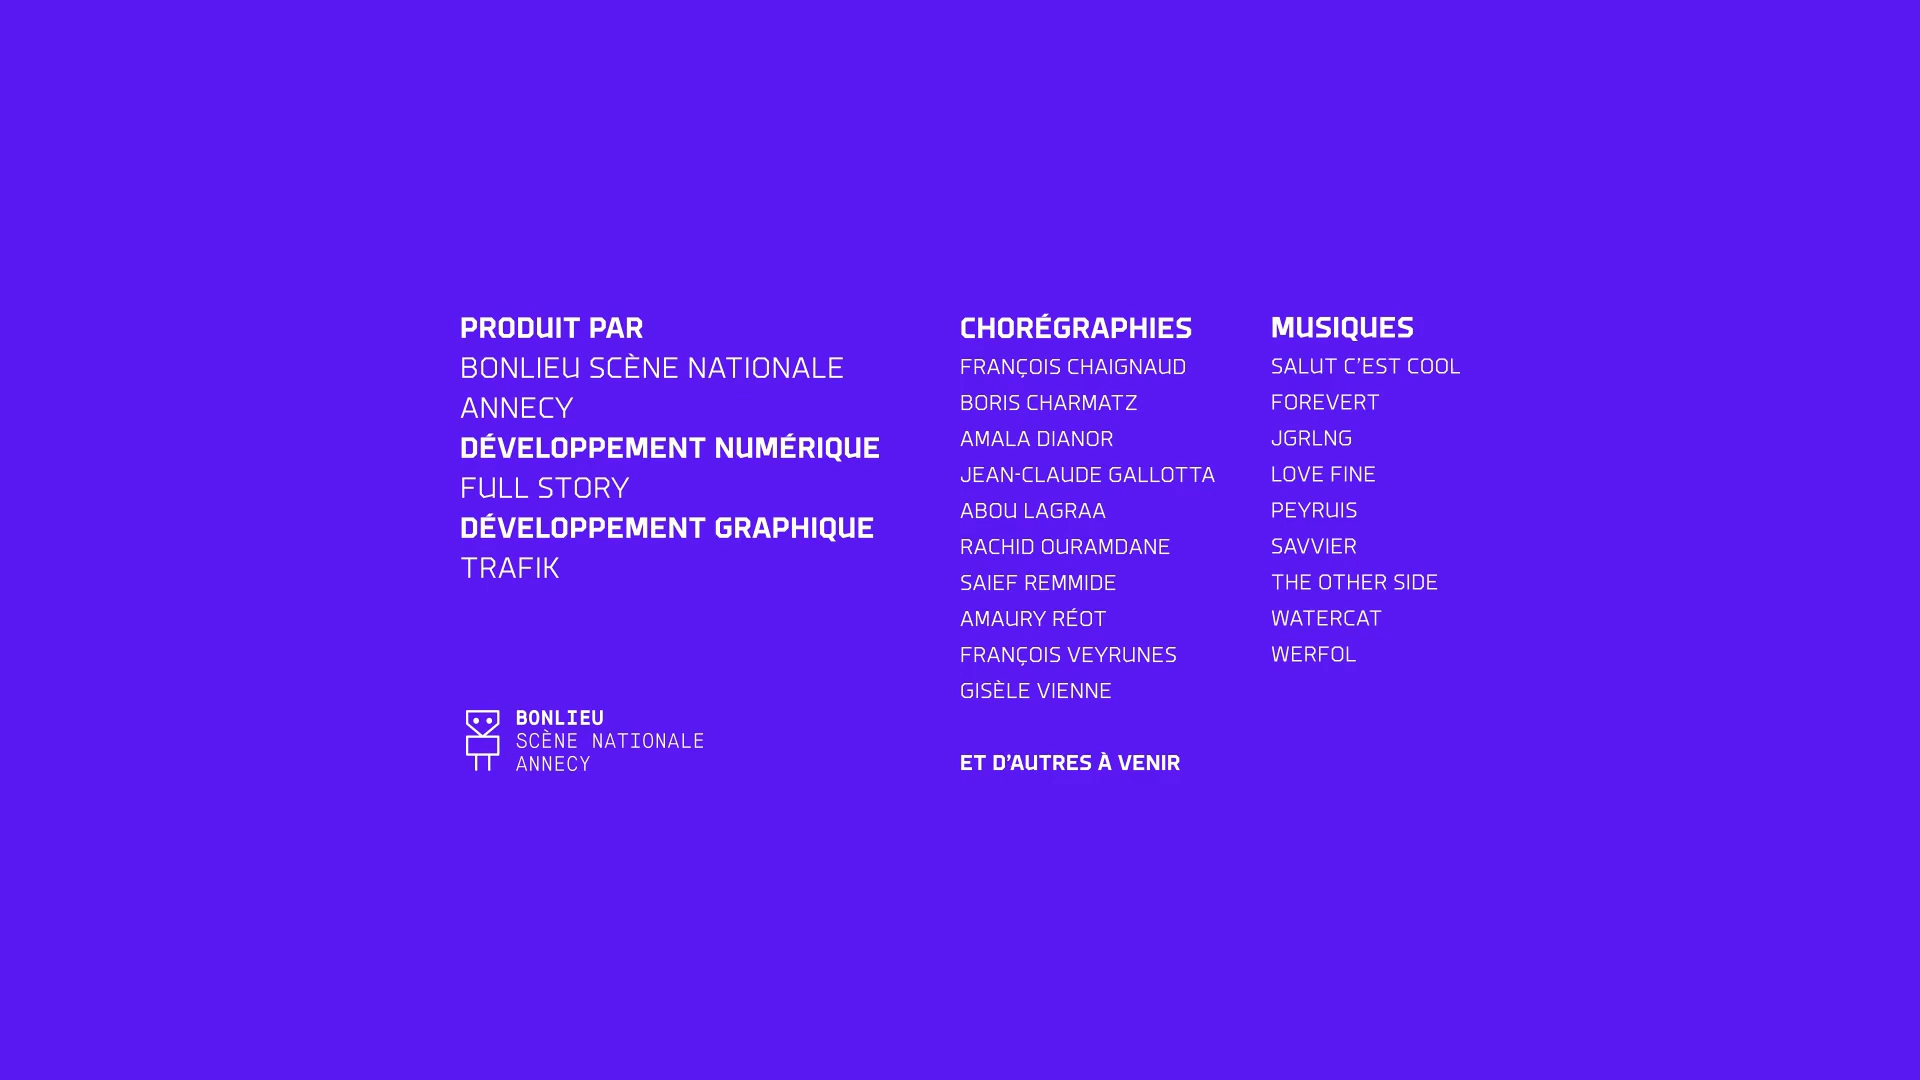 PRODUIT PAR
BONLIEU SCÈNE NATIONALE
ANNECY
DÉVELOPPEMENT NUMÉRIQUE
FULL STORY
DÉVELOPPEMENT GRAPHIQUE
TRAFIK
BONLIEU
SCÈNE NATIONALE
ANNECY
CHORÉGRAPHIES
FRANÇOIS CHAIGNAUD
BORIS CHARMATZ
AMALA DIANOR
JEAN-CLAUDE GALLOTTA
ABOU LAGRAA
RACHID OURAMDANE
SAIEF REMMIDE
AMAURY RÉOT
FRANÇOIS VEYRUNES
GISÈLE VIENNE
ET D’AUTRES À VENIR
MUSIQUES
SALUT C’EST COOL
FOREVERT
JGRLNG
LOVE FINE
PEYRUIS
SAVVIER
THE OTHER SIDE
WATERCAT
WERFOL